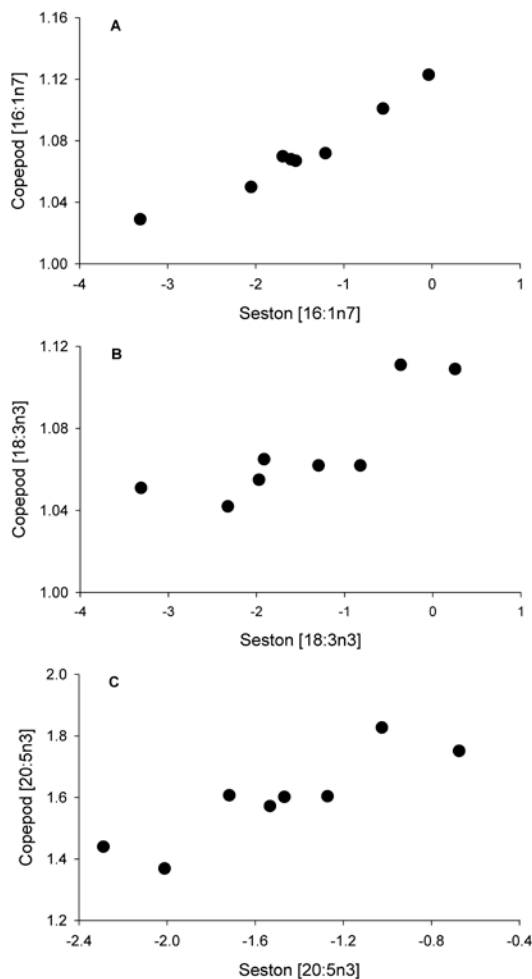 A
1.16
1.12
1.08
1.04
1.00
Copepod [16:1n7]
-4 -3 -2 -1 0 1
Seston [16:1n7]
B
1.12
1.08
1.04
1.00
Copepod [18:3n3]
-4 -3 -2 -1 0 1
Seston [18:3n3]
C
2.0
1.8
1.6
1.4
1.2
Copepod [20:5n3]
-2.4 -2.0 -1.6 -1.2 -0.8 -0.4
Seston [20:5n3]